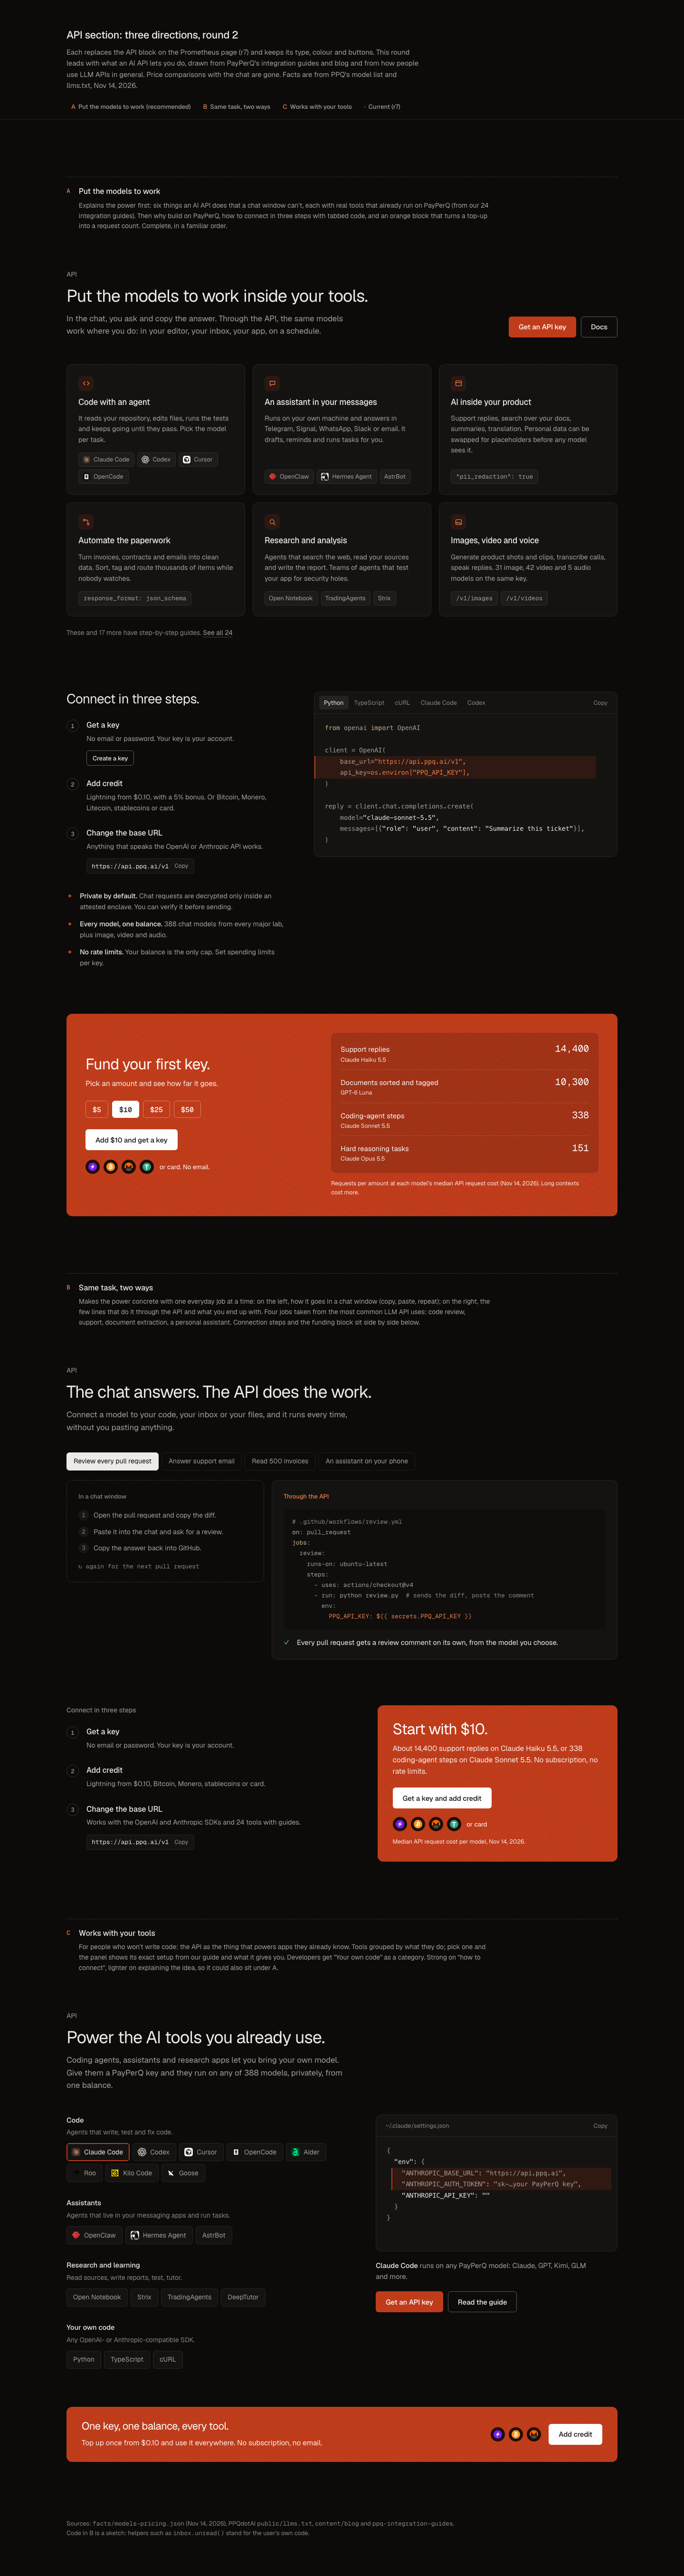 API section: three directions, round 2
Each replaces the API block on the Prometheus page (r7) and keeps its type, colour and buttons. This round
leads with what an AI API lets you do, drawn from PayPerQ's integration guides and blog and from how people
use LLM APIs in general. Price comparisons with the chat are gone. Facts are from PPQ's model list and
llms.txt, Nov 14, 2026.
A Put the models to work (recommended) B Same task, two ways C Works with your tools · Current (r7)
A Put the models to work
Explains the power first: six things an AI API does that a chat window can't, each with real tools that already run on PayPerQ (from our 24
integration guides). Then why build on PayPerQ, how to connect in three steps with tabbed code, and an orange block that turns a top-up
into a request count. Complete, in a familiar order.
API
Put the models to work inside your tools.
In the chat, you ask and copy the answer. Through the API, the same models
work where you do: in your editor, your inbox, your app, on a schedule.
Get an API key
Docs
Code with an agent
It reads your repository, edits files, runs the tests
and keeps going until they pass. Pick the model
per task.
Claude Code
Codex
Cursor
OpenCode
An assistant in your messages
Runs on your own machine and answers in
Telegram, Signal, WhatsApp, Slack or email. It
drafts, reminds and runs tasks for you.
OpenClaw
Hermes Agent
AstrBot
AI inside your product
Support replies, search over your docs,
summaries, translation. Personal data can be
swapped for placeholders before any model
sees it.
"pii_redaction": true
Automate the paperwork
Turn invoices, contracts and emails into clean
data. Sort, tag and route thousands of items while
nobody watches.
response_format: json_schema
Research and analysis
Agents that search the web, read your sources
and write the report. Teams of agents that test
your app for security holes.
Open Notebook
TradingAgents
Strix
Images, video and voice
Generate product shots and clips, transcribe calls,
speak replies. 31 image, 42 video and 5 audio
models on the same key.
/v1/images
/v1/videos
These and 17 more have step-by-step guides. See all 24
Connect in three steps.
1 Get a key
No email or password. Your key is your account.
Create a key
2 Add credit
Lightning from $0.10, with a 5% bonus. Or Bitcoin, Monero,
Litecoin, stablecoins or card.
3 Change the base URL
Anything that speaks the OpenAI or Anthropic API works.
https://api.ppq.ai/v1 Copy
Private by default. Chat requests are decrypted only inside an
attested enclave. You can verify it before sending.
Every model, one balance. 388 chat models from every major lab,
plus image, video and audio.
No rate limits. Your balance is the only cap. Set spending limits
per key.
Python TypeScript cURL Claude Code Codex Copy
from openai import OpenAI
client = OpenAI(
base_url="https://api.ppq.ai/v1",
api_key=os.environ["PPQ_API_KEY"],
)
reply = client.chat.completions.create(
model="claude-sonnet-5.5",
messages=[{"role": "user", "content": "Summarize this ticket"}],
)
Fund your first key.
Pick an amount and see how far it goes.
$5 $10 $25 $50
Add $10 and get a key
or card. No email.
Support replies 14,400
Claude Haiku 5.5
Documents sorted and tagged 10,300
GPT-6 Luna
Coding-agent steps 338
Claude Sonnet 5.5
Hard reasoning tasks 151
Claude Opus 5.5
Requests per amount at each model's median API request cost (Nov 14, 2026). Long contexts
cost more.
B Same task, two ways
Makes the power concrete with one everyday job at a time: on the left, how it goes in a chat window (copy, paste, repeat); on the right, the
few lines that do it through the API and what you end up with. Four jobs taken from the most common LLM API uses: code review,
support, document extraction, a personal assistant. Connection steps and the funding block sit side by side below.
API
The chat answers. The API does the work.
Connect a model to your code, your inbox or your files, and it runs every time,
without you pasting anything.
Review every pull request
Answer support email
Read 500 invoices
An assistant on your phone
In a chat window
1 Open the pull request and copy the diff.
2 Paste it into the chat and ask for a review.
3 Copy the answer back into GitHub.
↻ again for the next pull request
Through the API
# .github/workflows/review.yml
on: pull_request
jobs:
review:
runs-on: ubuntu-latest
steps:
- uses: actions/checkout@v4
- run: python review.py # sends the diff, posts the comment
env:
PPQ_API_KEY: ${{ secrets.PPQ_API_KEY }}
✓ Every pull request gets a review comment on its own, from the model you choose.
Connect in three steps
1 Get a key
No email or password. Your key is your account.
2 Add credit
Lightning from $0.10, Bitcoin, Monero, stablecoins or card.
3 Change the base URL
Works with the OpenAI and Anthropic SDKs and 24 tools with guides.
https://api.ppq.ai/v1 Copy
Start with $10.
About 14,400 support replies on Claude Haiku 5.5, or 338
coding-agent steps on Claude Sonnet 5.5. No subscription, no
rate limits.
Get a key and add credit
or card
Median API request cost per model, Nov 14, 2026.
C Works with your tools
For people who won't write code: the API as the thing that powers apps they already know. Tools grouped by what they do; pick one and
the panel shows its exact setup from our guide and what it gives you. Developers get "Your own code" as a category. Strong on "how to
connect", lighter on explaining the idea, so it could also sit under A.
API
Power the AI tools you already use.
Coding agents, assistants and research apps let you bring your own model.
Give them a PayPerQ key and they run on any of 388 models, privately, from
one balance.
Code
Agents that write, test and fix code.
Claude Code
Codex
Cursor
OpenCode
Aider
Roo
Kilo Code
Goose
Assistants
Agents that live in your messaging apps and run tasks.
OpenClaw
Hermes Agent
AstrBot
Research and learning
Read sources, write reports, test, tutor.
Open Notebook
Strix
TradingAgents
DeepTutor
Your own code
Any OpenAI- or Anthropic-compatible SDK.
Python
TypeScript
cURL
~/.claude/settings.json Copy
{
"env": {
"ANTHROPIC_BASE_URL": "https://api.ppq.ai",
"ANTHROPIC_AUTH_TOKEN": "sk-…your PayPerQ key",
"ANTHROPIC_API_KEY": ""
}
}
Claude Code runs on any PayPerQ model: Claude, GPT, Kimi, GLM
and more.
Get an API key
Read the guide
One key, one balance, every tool.
Top up once from $0.10 and use it everywhere. No subscription, no email.
Add credit
Sources: facts/models-pricing.json (Nov 14, 2026), PPQdotAI public/llms.txt, content/blog and ppq-integration-guides.
Code in B is a sketch: helpers such as inbox.unread() stand for the user's own code.